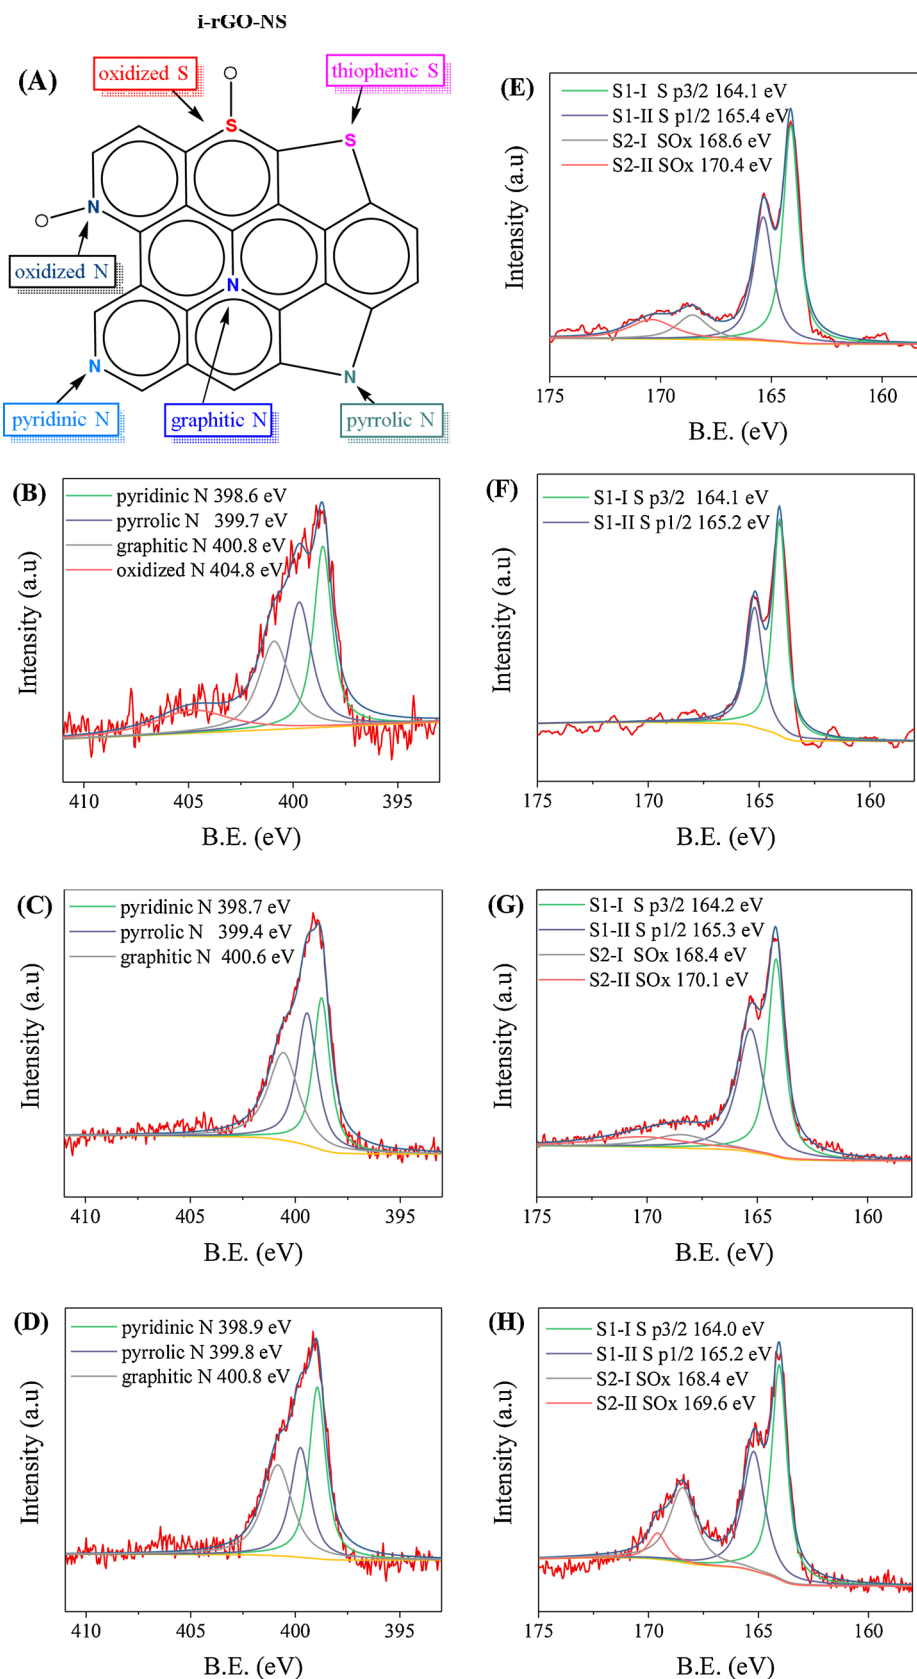 i-rGO-NS
(A)
oxidized S
thiophenic S
O
S
S
O
N
oxidized N
N
N
N
pyridinic N
graphitic N
pyrrolic N
(E)
S1-I S p3/2 164.1 eV
S1-II S p1/2 165.4 eV
S2-I SOx 168.6 eV
S2-II SOx 170.4 eV
Intensity (a.u)
175 170 165 160
B.E. (eV)
(B)
pyridinic N 398.6 eV
pyrrolic N 399.7 eV
graphitic N 400.8 eV
oxidized N 404.8 eV
Intensity (a.u)
410 405 400 395
B.E. (eV)
(F)
S1-I S p3/2 164.1 eV
S1-II S p1/2 165.2 eV
Intensity (a.u)
175 170 165 160
B.E. (eV)
(C)
pyridinic N 398.7 eV
pyrrolic N 399.4 eV
graphitic N 400.6 eV
Intensity (a.u)
410 405 400 395
B.E. (eV)
(G)
S1-I S p3/2 164.2 eV
S1-II S p1/2 165.3 eV
S2-I SOx 168.4 eV
S2-II SOx 170.1 eV
Intensity (a.u)
175 170 165 160
B.E. (eV)
(D)
pyridinic N 398.9 eV
pyrrolic N 399.8 eV
graphitic N 400.8 eV
Intensity (a.u)
410 405 400 395
B.E. (eV)
(H)
S1-I S p3/2 164.0 eV
S1-II S p1/2 165.2 eV
S2-I SOx 168.4 eV
S2-II SOx 169.6 eV
Intensity (a.u)
175 170 165 160
B.E. (eV)